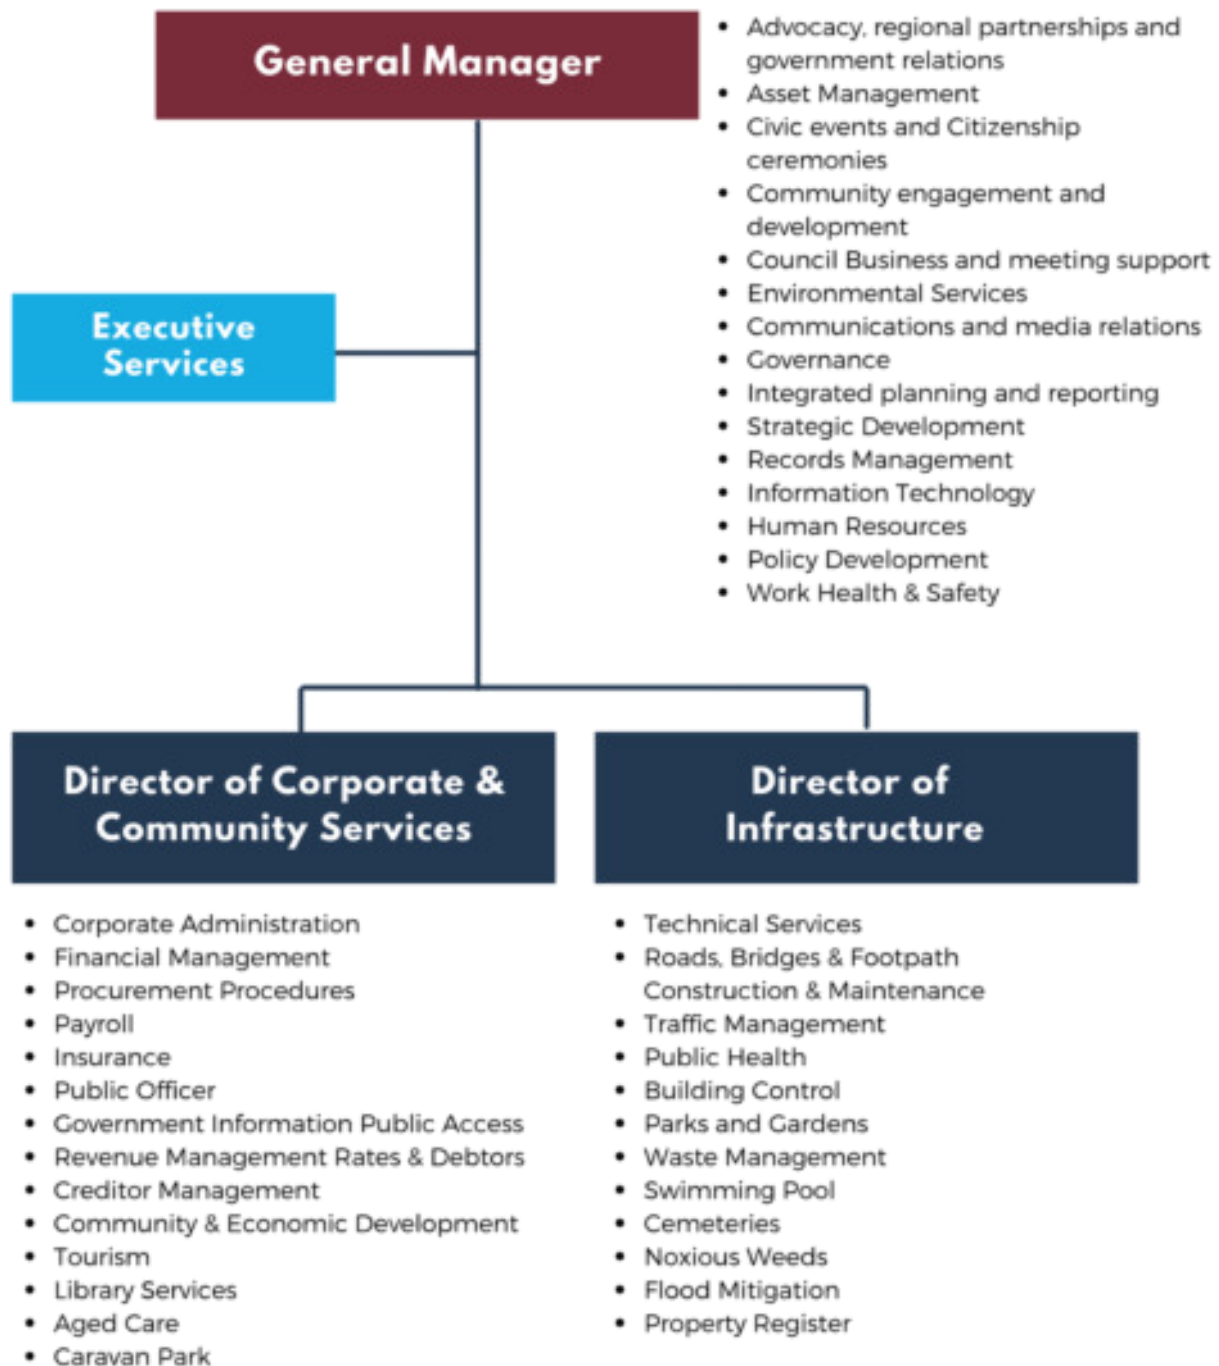 General Manager
• Advocacy, regional partnerships and
government relations
• Asset Management
• Civic events and Citizenship
ceremonies
• Community engagement and
development
• Council Business and meeting support
• Environmental Services
• Communications and media relations
• Governance
• Integrated planning and reporting
• Strategic Development
• Records Management
• Information Technology
• Human Resources
• Policy Development
• Work Health & Safety
Executive
Services
Director of Corporate &
Community Services
• Corporate Administration
• Financial Management
• Procurement Procedures
• Payroll
• Insurance
• Public Officer
• Government Information Public Access
• Revenue Management Rates & Debtors
• Creditor Management
• Community & Economic Development
• Tourism
• Library Services
• Aged Care
• Caravan Park
Director of
Infrastructure
• Technical Services
• Roads, Bridges & Footpath
Construction & Maintenance
• Traffic Management
• Public Health
• Building Control
• Parks and Gardens
• Waste Management
• Swimming Pool
• Cemeteries
• Noxious Weeds
• Flood Mitigation
• Property Register